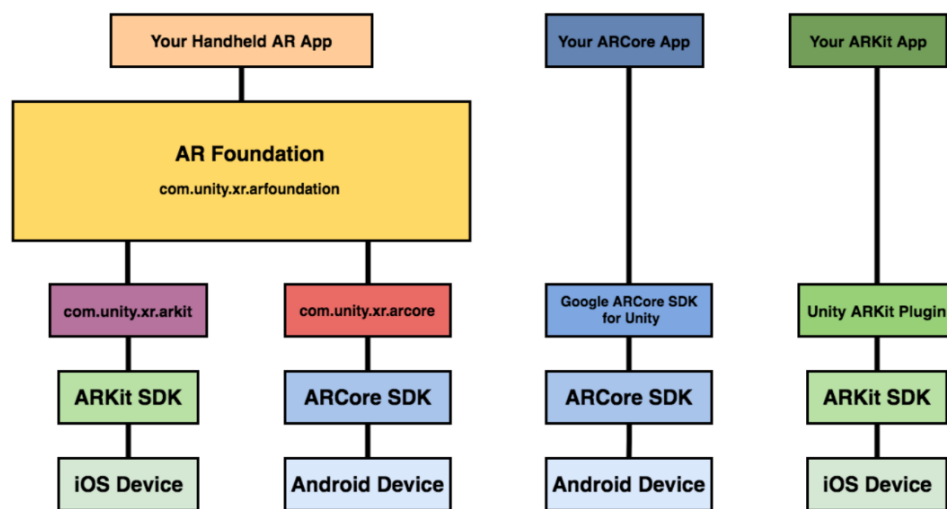 Your Handheld AR App
Your ARCore App
Your ARKit App
AR Foundation
com.unity.xr.arfoundation
com.unity.xr.arkit
com.unity.xr.arcore
Google ARCore SDK
for Unity
Unity ARKit Plugin
ARKit SDK
ARCore SDK
ARCore SDK
ARKit SDK
iOS Device
Android Device
Android Device
iOS Device